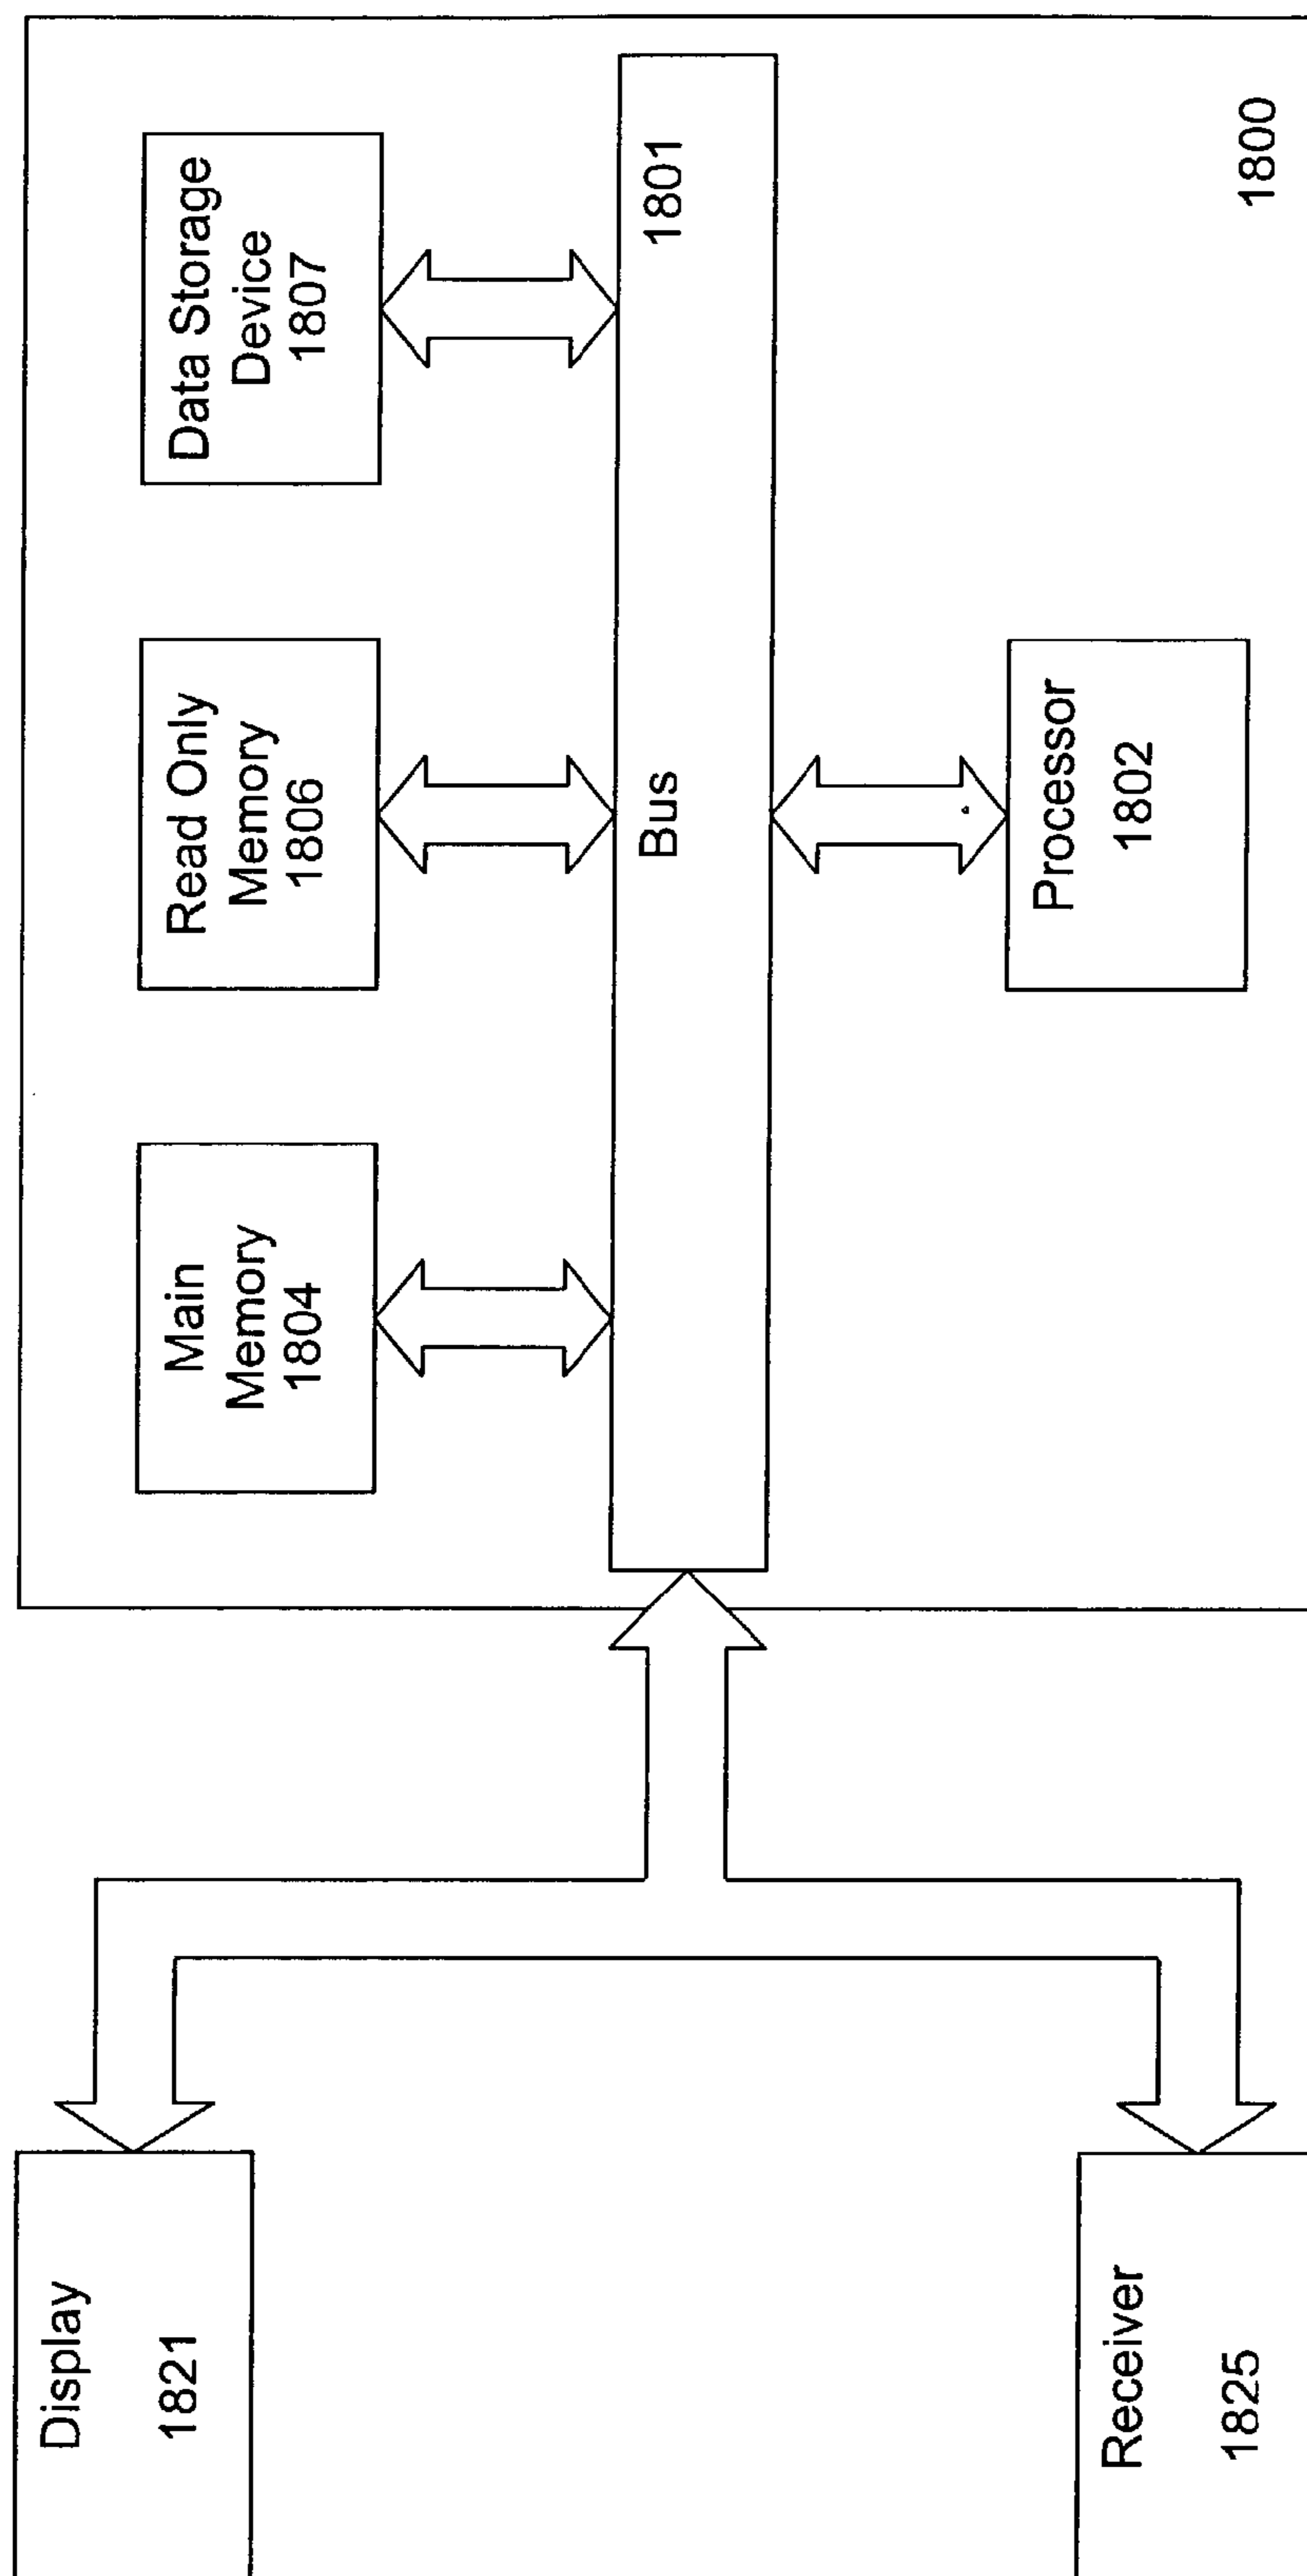 Display
1821
Main
Memory
1804
Read Only
Memory
1806
Data Storage
Device
1807
Bus
1801
Receiver
1825
Processor
1802
1800